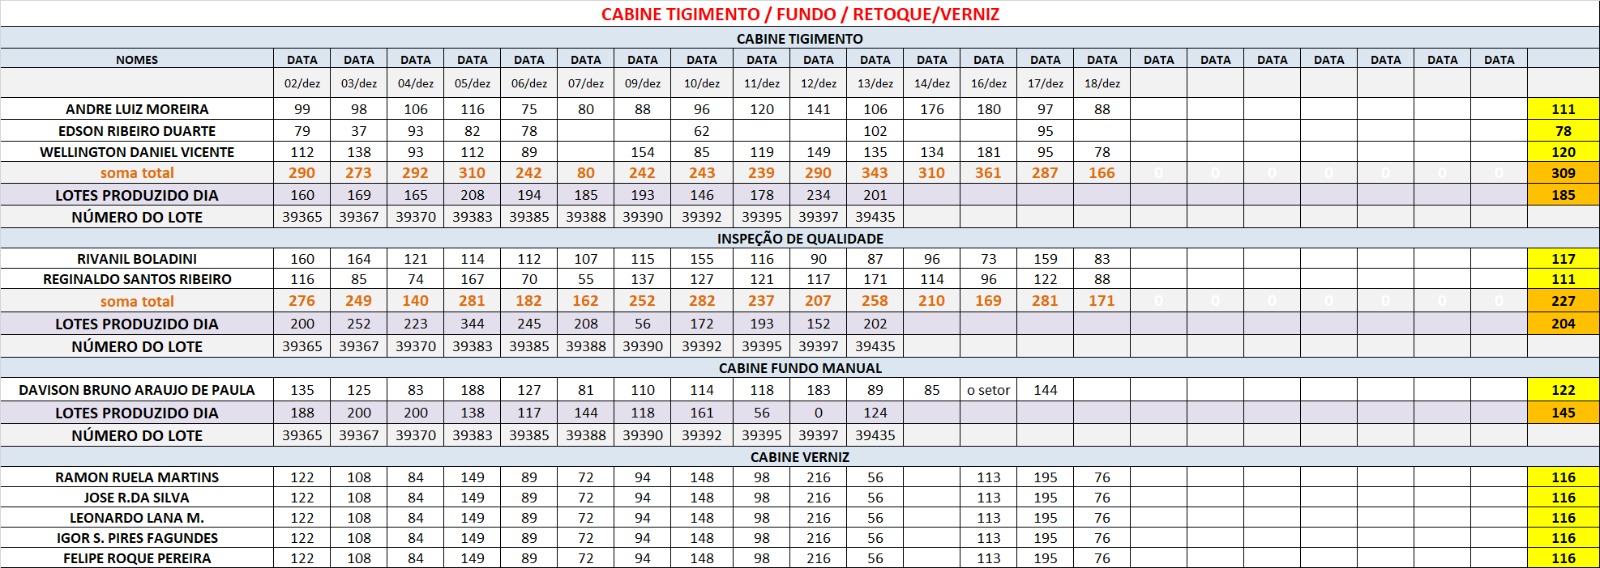 CABINE TIGIMENTO / FUNDO / RETOQUE/VERNIZ
CABINE TIGIMENTO
NOMES DATA DATA DATA DATA DATA DATA DATA DATA DATA DATA DATA DATA DATA DATA DATA DATA DATA DATA DATA DATA DATA DATA
02/dez 03/dez 04/dez 05/dez 06/dez 07/dez 09/dez 10/dez 11/dez 12/dez 13/dez 14/dez 16/dez 17/dez 18/dez
ANDRE LUIZ MOREIRA 99 98 106 116 75 80 88 96 120 141 106 176 180 97 88 111
EDSON RIBEIRO DUARTE 79 37 93 82 78 62 102 95 78
WELLINGTON DANIEL VICENTE 112 138 93 112 89 154 85 119 149 135 134 181 95 78 120
soma total 290 273 292 310 242 80 242 243 239 290 343 310 361 287 166 0 0 0 0 0 0 0 309
LOTES PRODUZIDO DIA 160 169 165 208 194 185 193 146 178 234 201 185
NÚMERO DO LOTE 39365 39367 39370 39383 39385 39388 39390 39392 39395 39397 39435
INSPEÇÃO DE QUALIDADE
RIVANIL BOLADINI 160 164 121 114 112 107 115 155 116 90 87 96 73 159 83 117
REGINALDO SANTOS RIBEIRO 116 85 74 167 70 55 137 127 121 117 171 114 96 122 88 111
soma total 276 249 140 281 182 162 252 282 237 207 258 210 169 281 171 0 0 0 0 0 0 0 227
LOTES PRODUZIDO DIA 200 252 223 344 245 208 56 172 193 152 202 204
NÚMERO DO LOTE 39365 39367 39370 39383 39385 39388 39390 39392 39395 39397 39435
CABINE FUNDO MANUAL
DAVISON BRUNO ARAUJO DE PAULA 135 125 83 188 127 81 110 114 118 183 89 85 o setor 144 122
LOTES PRODUZIDO DIA 188 200 200 138 117 144 118 161 56 0 124 145
NÚMERO DO LOTE 39365 39367 39370 39383 39385 39388 39390 39392 39395 39397 39435
CABINE VERNIZ
RAMON RUELA MARTINS 122 108 84 149 89 72 94 148 98 216 56 113 195 76 116
JOSE R.DA SILVA 122 108 84 149 89 72 94 148 98 216 56 113 195 76 116
LEONARDO LANA M. 122 108 84 149 89 72 94 148 98 216 56 113 195 76 116
IGOR S. PIRES FAGUNDES 122 108 84 149 89 72 94 148 98 216 56 113 195 76 116
FELIPE ROQUE PEREIRA 122 108 84 149 89 72 94 148 98 216 56 113 195 76 116